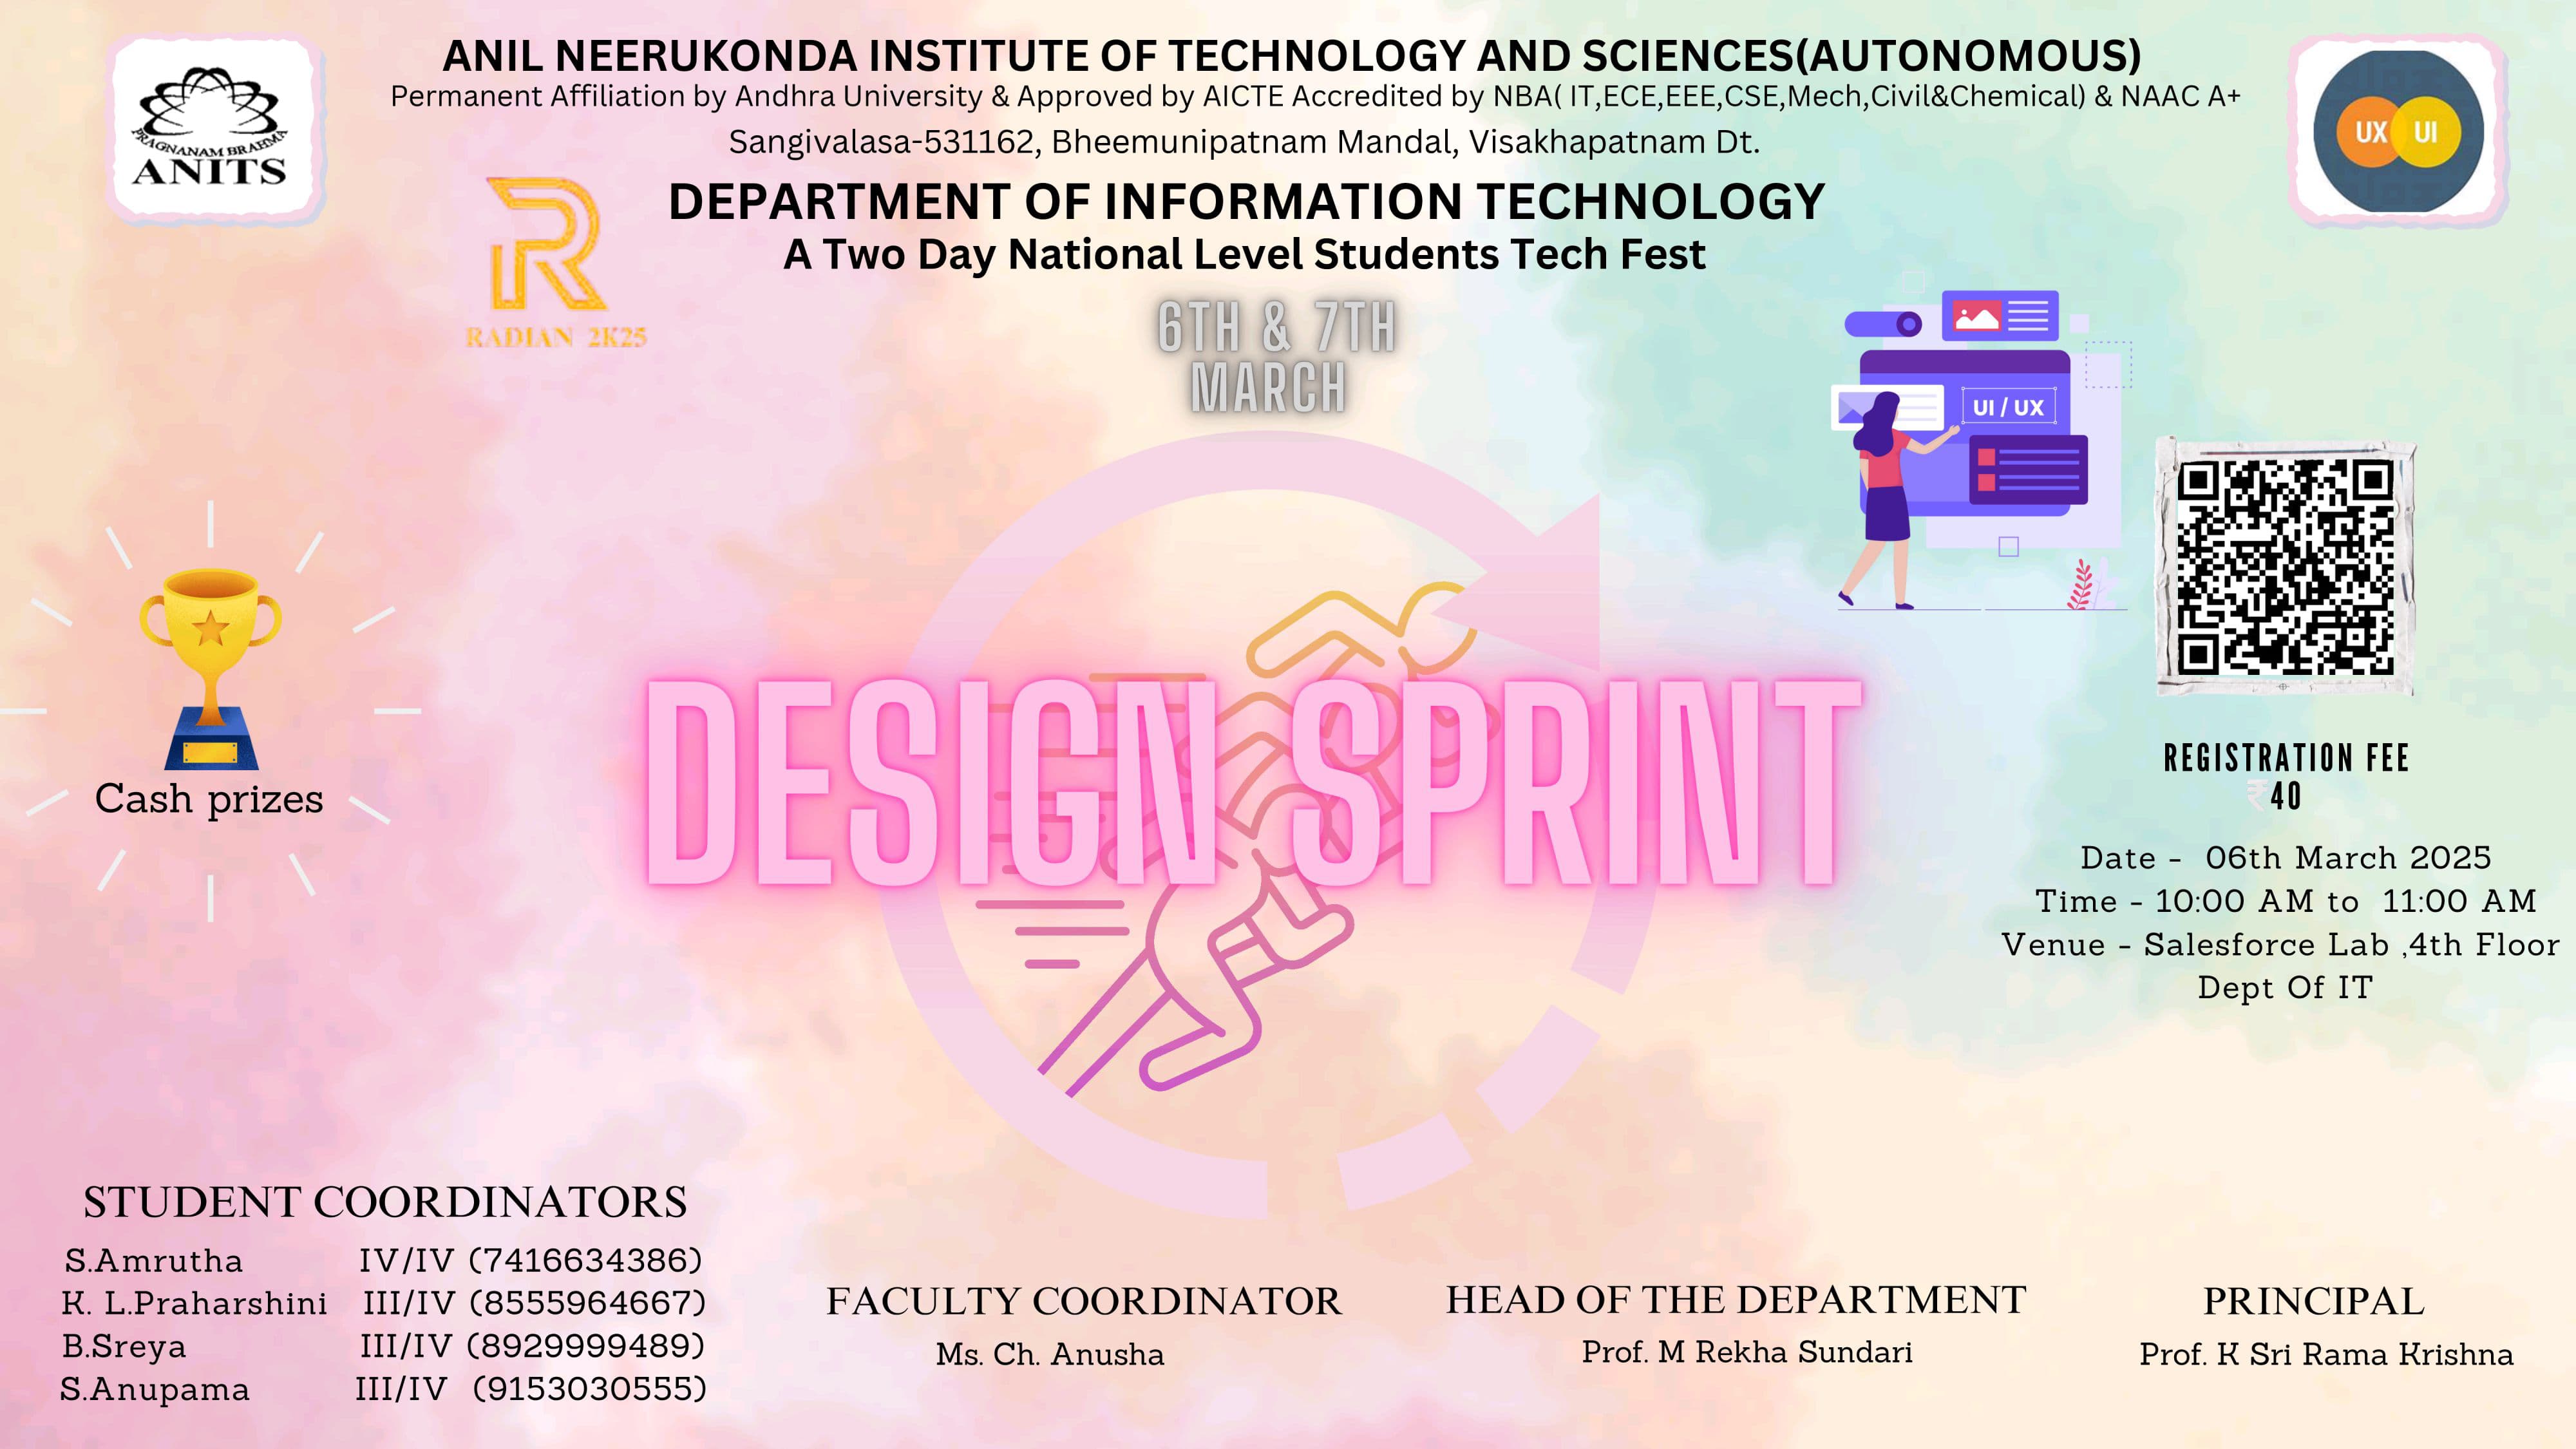 ANIL NEERUKONDA INSTITUTE OF TECHNOLOGY AND SCIENCES(AUTONOMOUS)
Permanent Affiliation by Andhra University & Approved by AICTE Accredited by NBA( IT,ECE,EEE,CSE,Mech,Civil&Chemical) & NAAC A+
Sangivalasa-531162, Bheemunipatnam Mandal, Visakhapatnam Dt.
PRAGNANAM BRAHMA
ANITS
UX UI
DEPARTMENT OF INFORMATION TECHNOLOGY
A Two Day National Level Students Tech Fest
RADIAN 2K25
6TH & 7TH
MARCH
UI / UX
Cash prizes
DESIGN SPRINT
REGISTRATION FEE
₹40
Date - 06th March 2025
Time - 10:00 AM to 11:00 AM
Venue - Salesforce Lab ,4th Floor
Dept Of IT
STUDENT COORDINATORS
S.Amrutha IV/IV (7416634386)
K. L.Praharshini III/IV (8555964667)
B.Sreya III/IV (8929999489)
S.Anupama III/IV (9153030555)
FACULTY COORDINATOR
Ms. Ch. Anusha
HEAD OF THE DEPARTMENT
Prof. M Rekha Sundari
PRINCIPAL
Prof. K Sri Rama Krishna